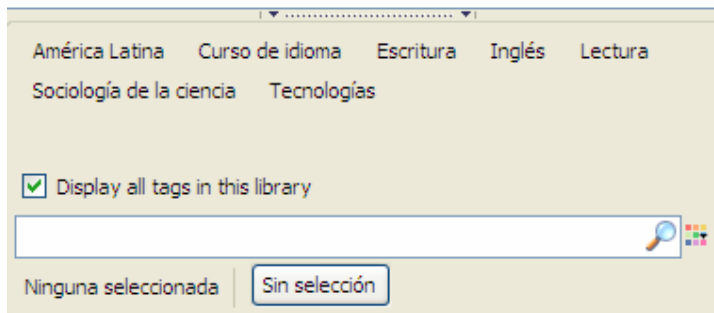 América Latina Curso de idioma Escritura Inglés Lectura
Sociología de la ciencia Tecnologías
Display all tags in this library
Ninguna seleccionada Sin selección